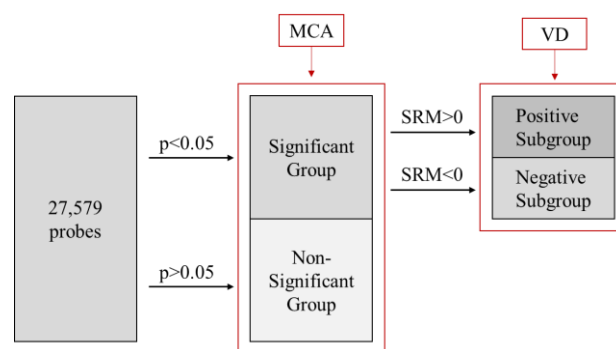 MCA
VD
27,579
probes
p<0.05
p>0.05
Significant
Group
Non-
Significant
Group
SRM>0
SRM<0
Positive
Subgroup
Negative
Subgroup